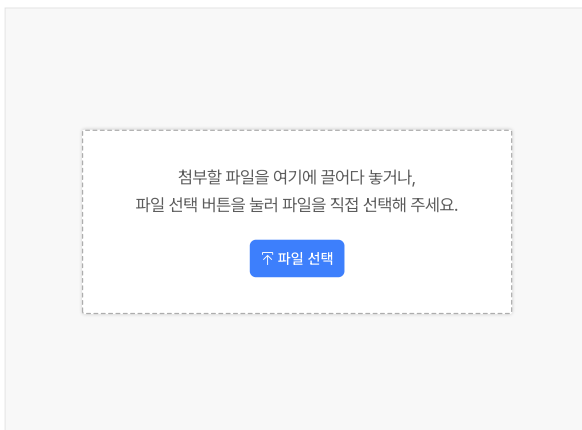 첨부할 파일을 여기에 끌어다 놓거나,
파일 선택 버튼을 눌러 파일을 직접 선택해 주세요.
파일 선택